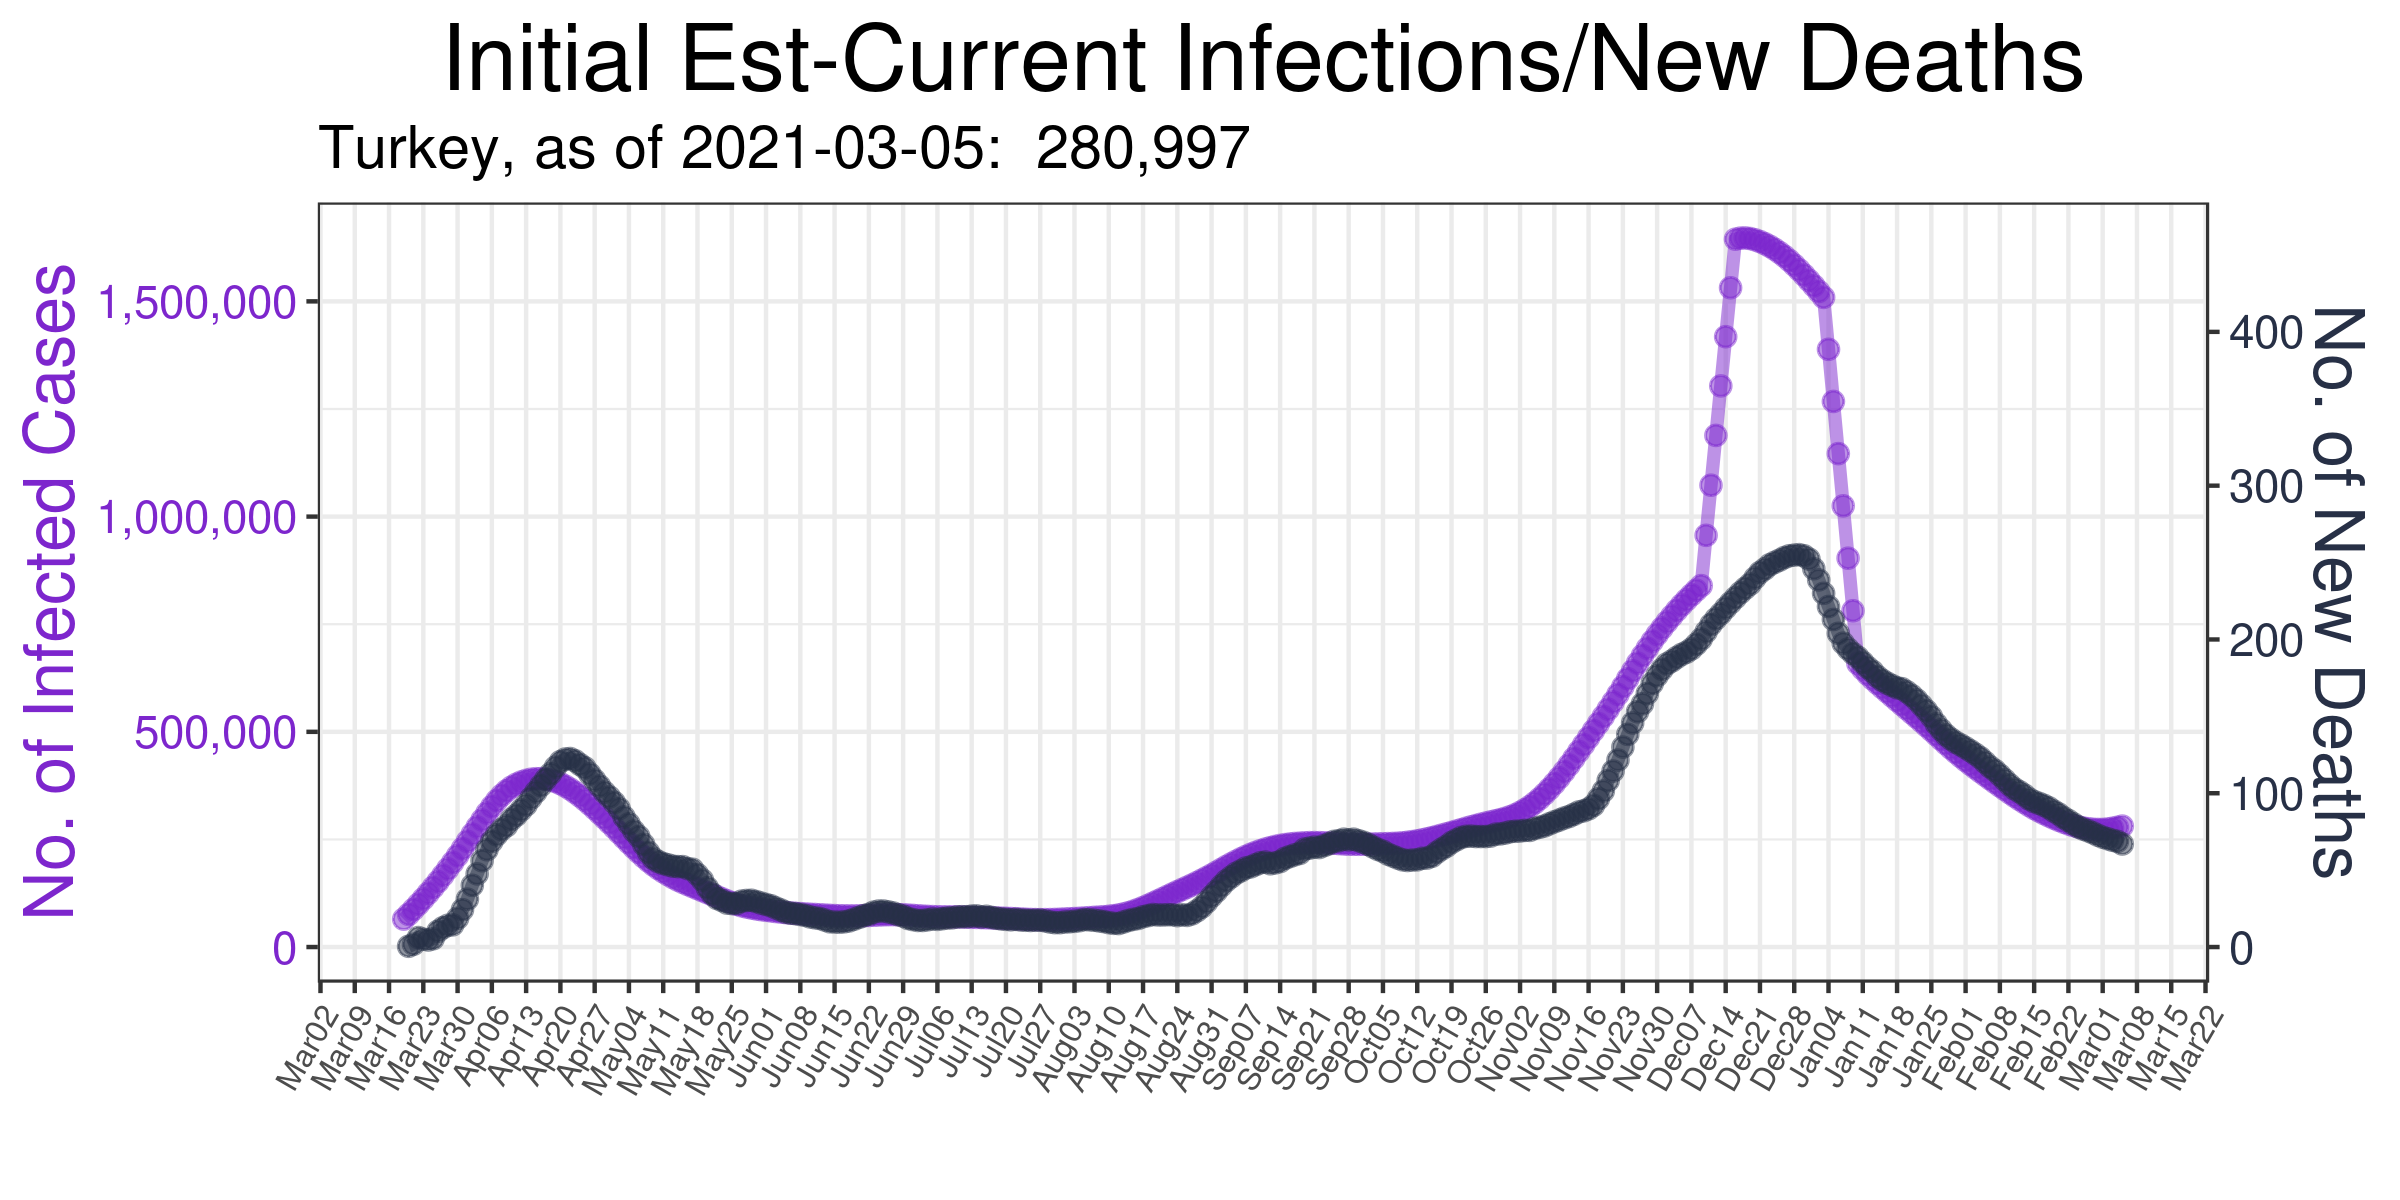 Initial Est-Current Infections/New Deaths
Turkey, as of 2021-03-05:  280,997
No. of Infected Cases
1,500,000
1,000,000
500,000
0
No. of New Deaths
400
300
200
100
0
Mar02
Mar09
Mar16
Mar23
Mar30
Apr06
Apr13
Apr20
Apr27
May04
May11
May18
May25
Jun01
Jun08
Jun15
Jun22
Jun29
Jul06
Jul13
Jul20
Jul27
Aug03
Aug10
Aug17
Aug24
Aug31
Sep07
Sep14
Sep21
Sep28
Oct05
Oct12
Oct19
Oct26
Nov02
Nov09
Nov16
Nov23
Nov30
Dec07
Dec14
Dec21
Dec28
Jan04
Jan11
Jan18
Jan25
Feb01
Feb08
Feb15
Feb22
Mar01
Mar08
Mar15
Mar22